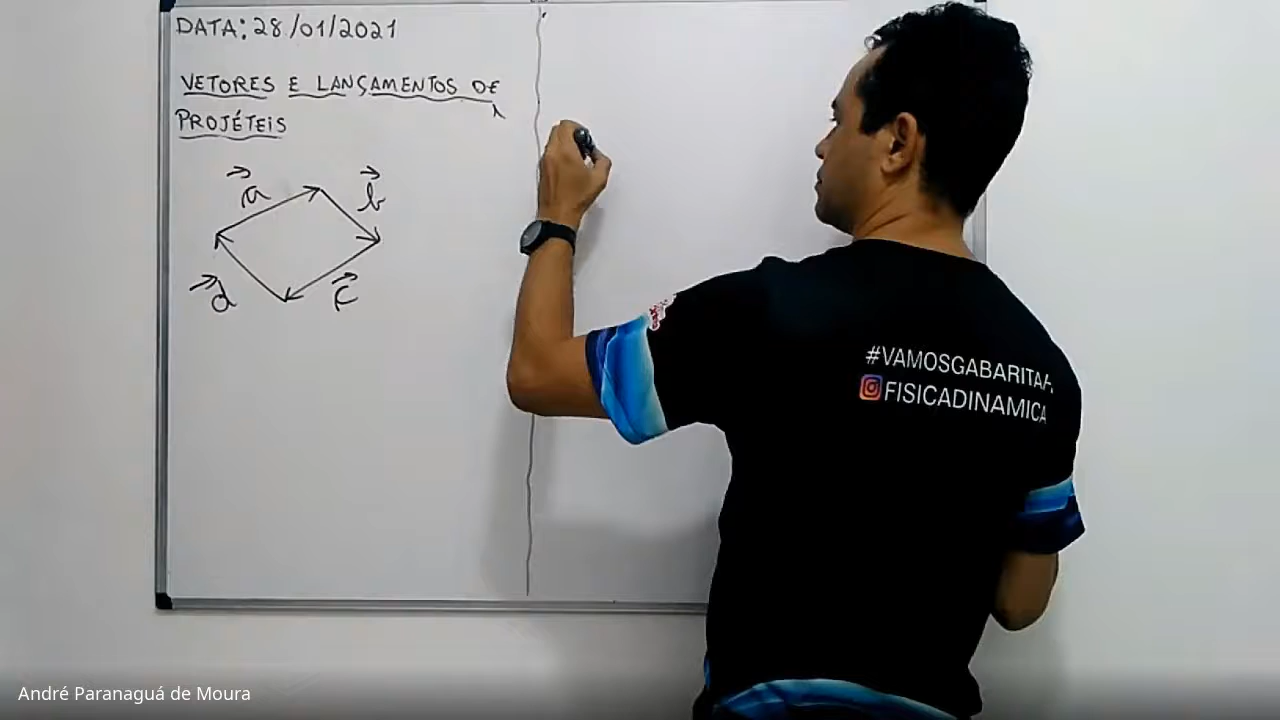 DATA: 28/01/2021
VETORES E LANÇAMENTOS DE
PROJÉTEIS
a
b
d
c
#VAMOSGABARITAR
FISICADINAMICA
André Paranaguá de Moura